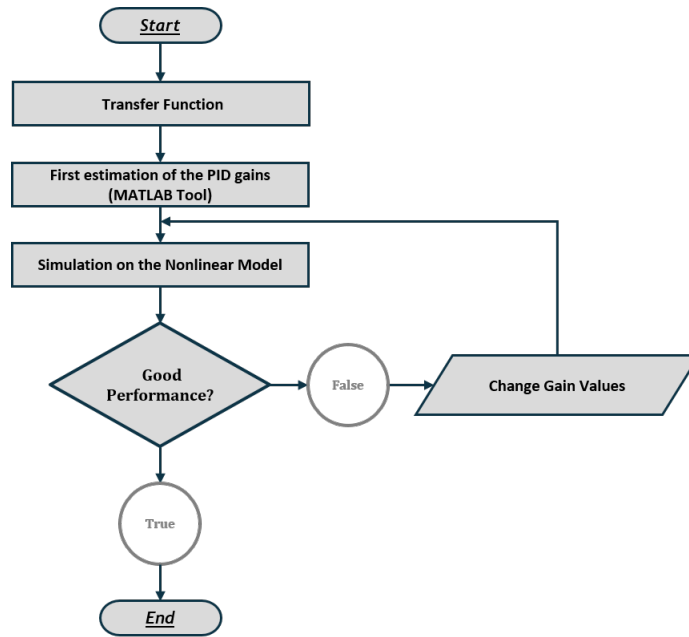 Start
Transfer Function
First estimation of the PID gains
(MATLAB Tool)
Simulation on the Nonlinear Model
Good
Performance?
False
Change Gain Values
True
End